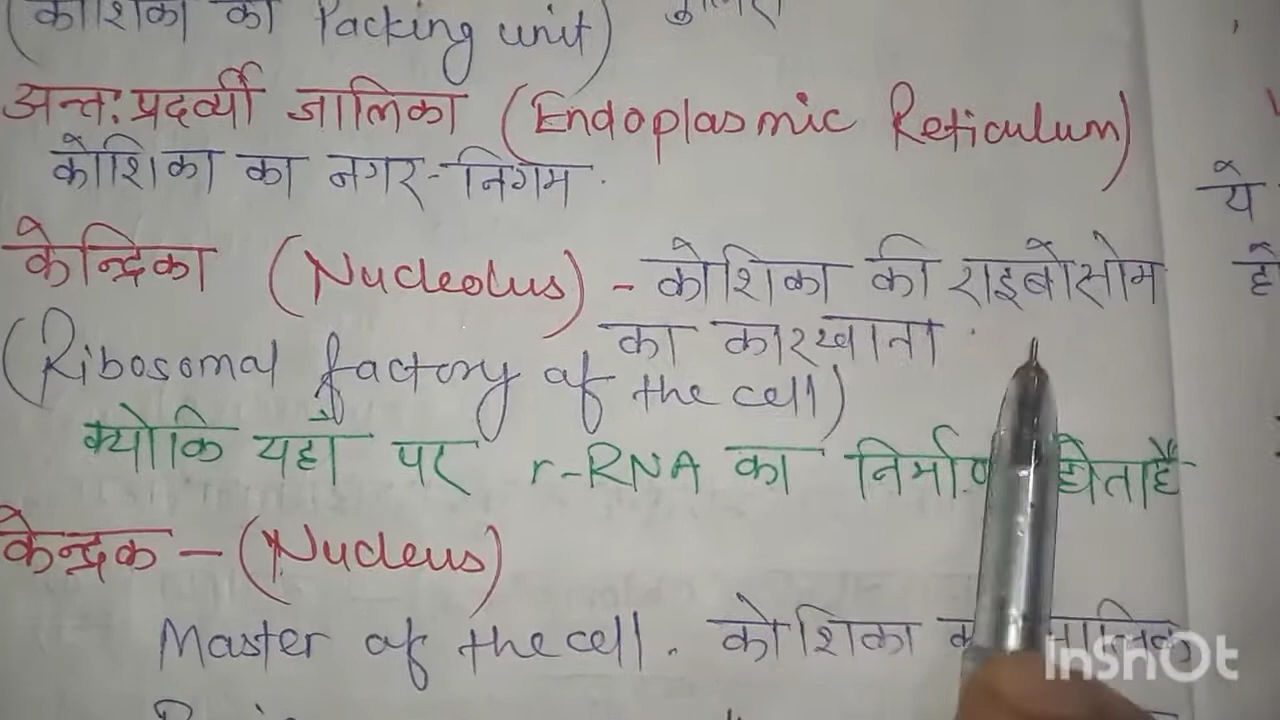 (कोशिका का Packing unit)
अन्त: प्रदर्व्यी जालिका (Endoplasmic Reticulum)
कोशिका का नगर-निगम.
ये
केन्द्रिका (Nucleolus) - कोशिका की राइबोसोम
का कारखाना.
(Ribosomal factory of the cell)
क्योकि यहाँ पर r-RNA का निर्माण होता है
केन्द्रक - (Nucleus)
Master of the cell. कोशिका का मालिक
InShOt